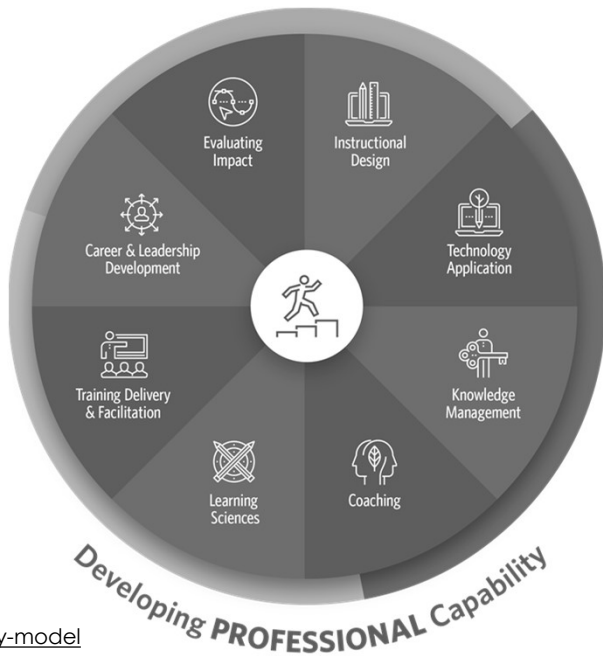 Evaluating
Impact
Instructional
Design
Career & Leadership
Development
Technology
Application
Training Delivery
& Facilitation
Knowledge
Management
Learning
Sciences
Coaching
Developing PROFESSIONAL Capability
y-model